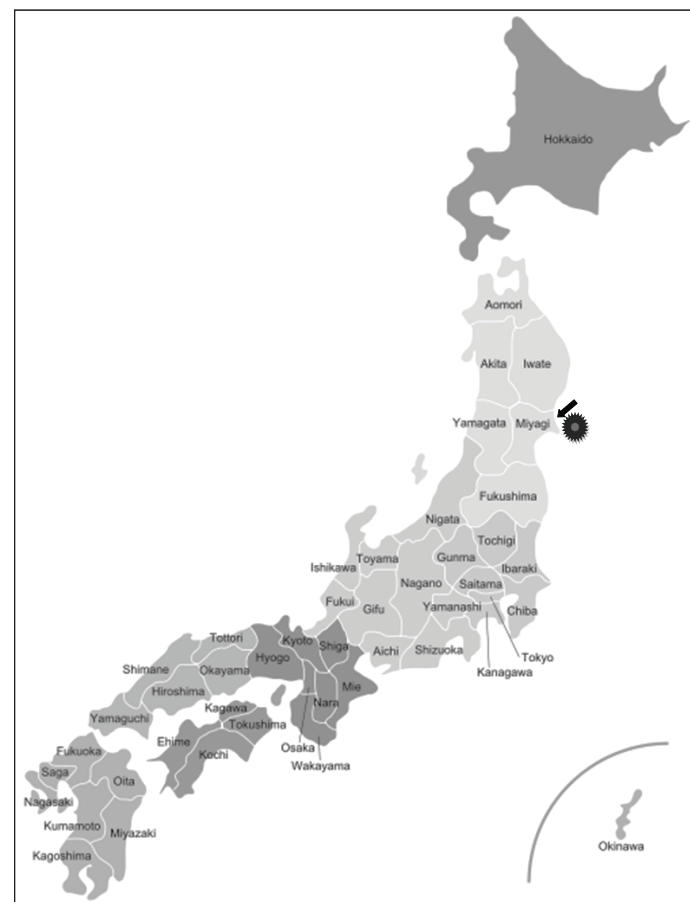 Hokkaido
Aomori
Akita
Iwate
Yamagata
Miyagi
Fukushima
Nigata
Tochigi
Toyama
Gunma
Ishikawa
Ibaraki
Nagano
Saitama
Fukui
Gifu
Yamanashi
Chiba
Tottori
Kyoto
Shiga
Aichi
Shizuoka
Hyogo
Tokyo
Shimane
Okayama
Kanagawa
Mie
Hiroshima
Nara
Kagawa
Yamaguchi
Tokushima
Ehime
Osaka
Fukuoka
Kochi
Wakayama
Saga
Oita
Nagasaki
Kumamoto
Miyazaki
Okinawa
Kagoshima